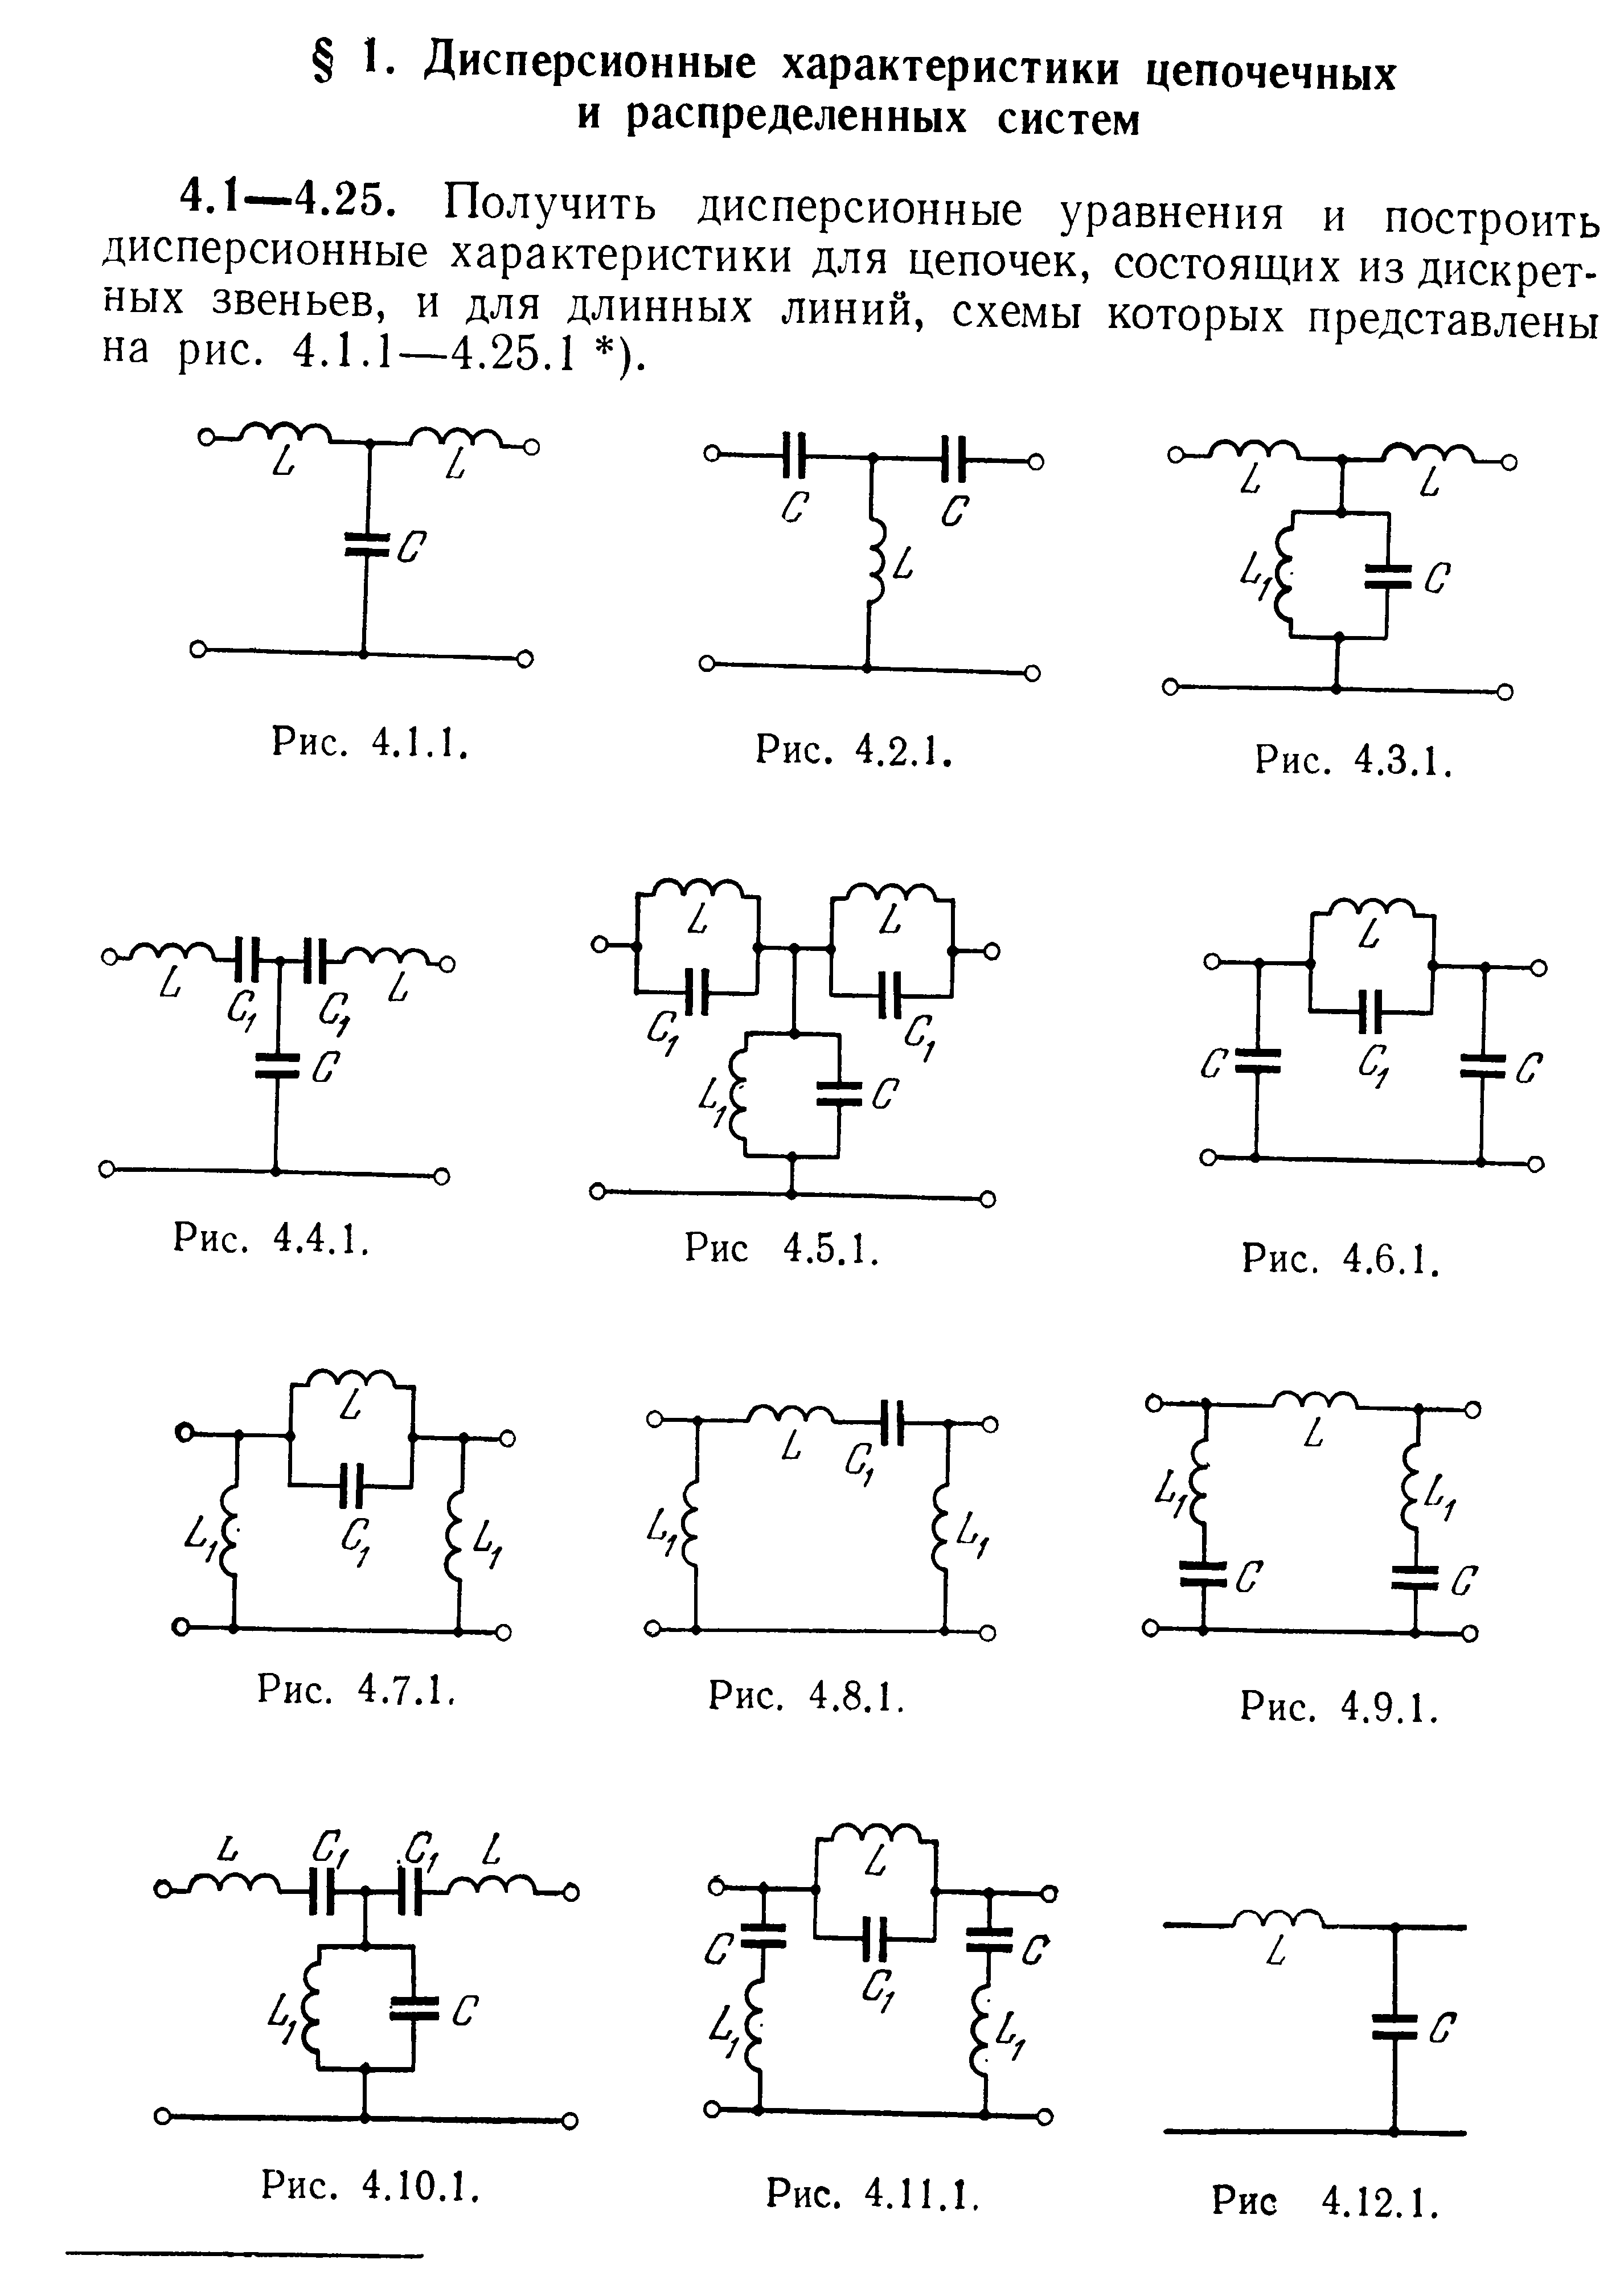 § 1. Дисперсионные характеристики цепочечных
и распределенных систем
4.1—4.25. Получить дисперсионные уравнения и построить
дисперсионные характеристики для цепочек, состоящих из дискрет-
ных звеньев, и для длинных линий, схемы которых представлены
на рис. 4.1.1—4.25.1 *).
L L C
Рис. 4.1.1.
C C L
Рис. 4.2.1.
L L L₁ C
Рис. 4.3.1.
L C₁ C₁ L C
Рис. 4.4.1.
L L C₁ C₁ L₁ C
Рис 4.5.1.
L C C₁ C
Рис. 4.6.1.
L L₁ C₁ L₁
Рис. 4.7.1.
L C₁ L₁ L₁
Рис. 4.8.1.
L L₁ L₁ C C
Рис. 4.9.1.
L C₁ C₁ L L₁ C
Рис. 4.10.1.
L C C₁ C L₁ L₁
Рис. 4.11.1.
L C
Рис 4.12.1.